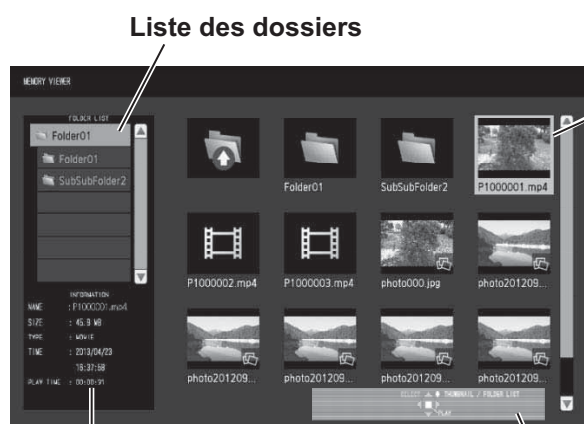 Liste des dossiers
MEMORY VIEWER
FOLDER LIST
Folder01
Folder01
SubSubFolder2
Folder01
SubSubFolder2
P1000001.mp4
P1000002.mp4
P1000003.mp4
photo000.jpg
photo201209...
photo201209...
photo201209...
photo201209...
photo201209...
INFORMATION
NAME : P1000001.mp4
SIZE : 45.9 MB
TYPE : MOVIE
TIME : 2013/04/23
16:37:58
PLAY TIME : 00:00:31
SELECT THUMBNAIL / FOLDER LIST
PLAY